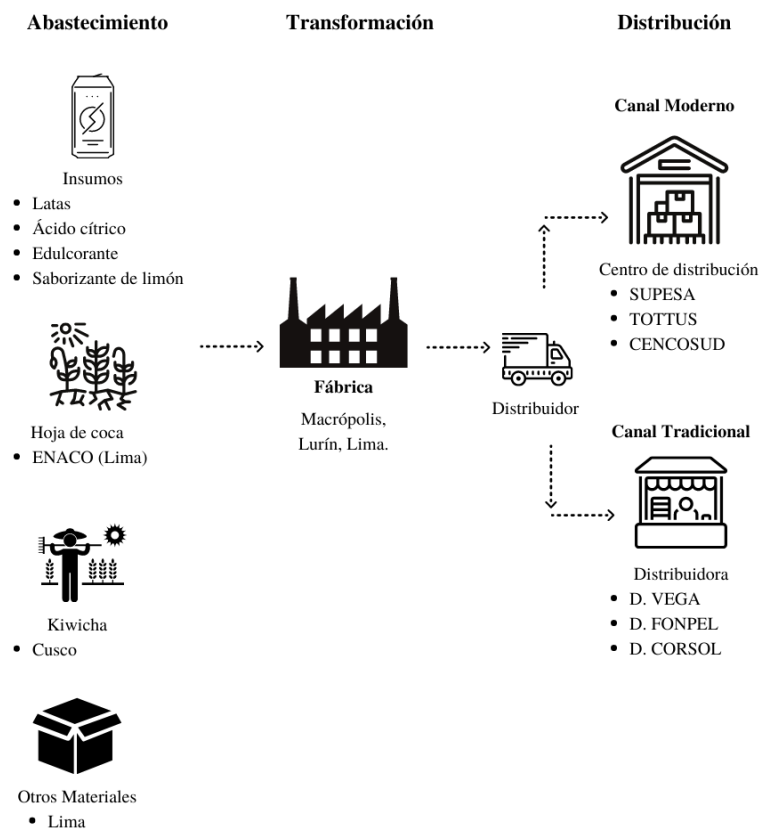 Abastecimiento
Transformación
Distribución
Insumos
• Latas
• Ácido cítrico
• Edulcorante
• Saborizante de limón
Hoja de coca
• ENACO (Lima)
Kiwicha
• Cusco
Otros Materiales
• Lima
Fábrica
Macrópolis,
Lurín, Lima.
Distribuidor
Canal Moderno
Centro de distribución
• SUPESA
• TOTTUS
• CENCOSUD
Canal Tradicional
Distribuidora
• D. VEGA
• D. FONPEL
• D. CORSOL